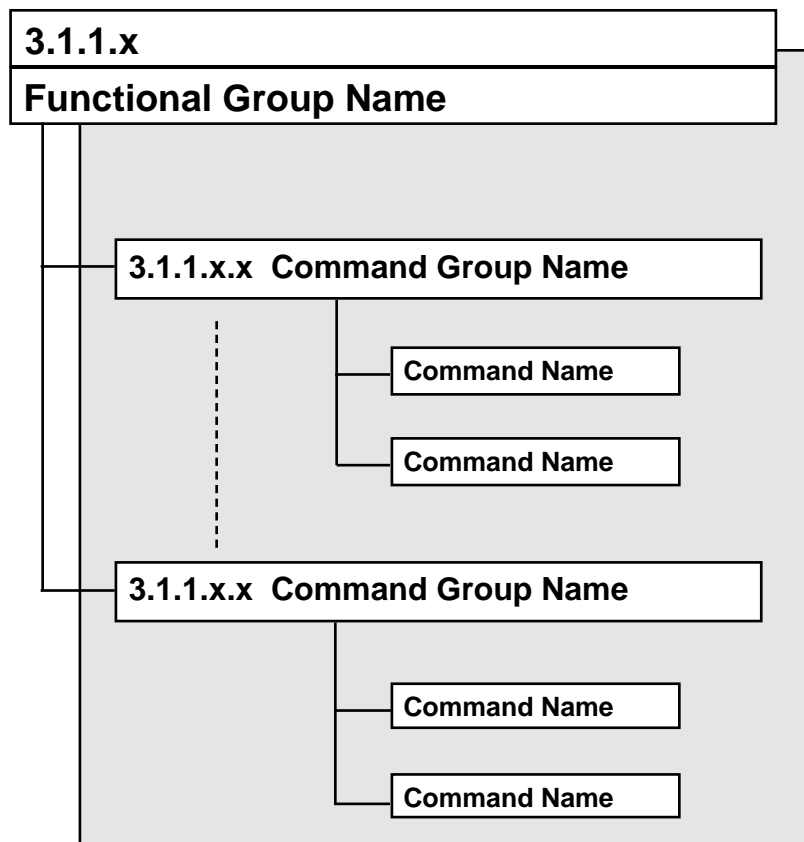 3.1.1.x
Functional Group Name
3.1.1.x.x  Command Group Name
Command Name
Command Name
3.1.1.x.x  Command Group Name
Command Name
Command Name